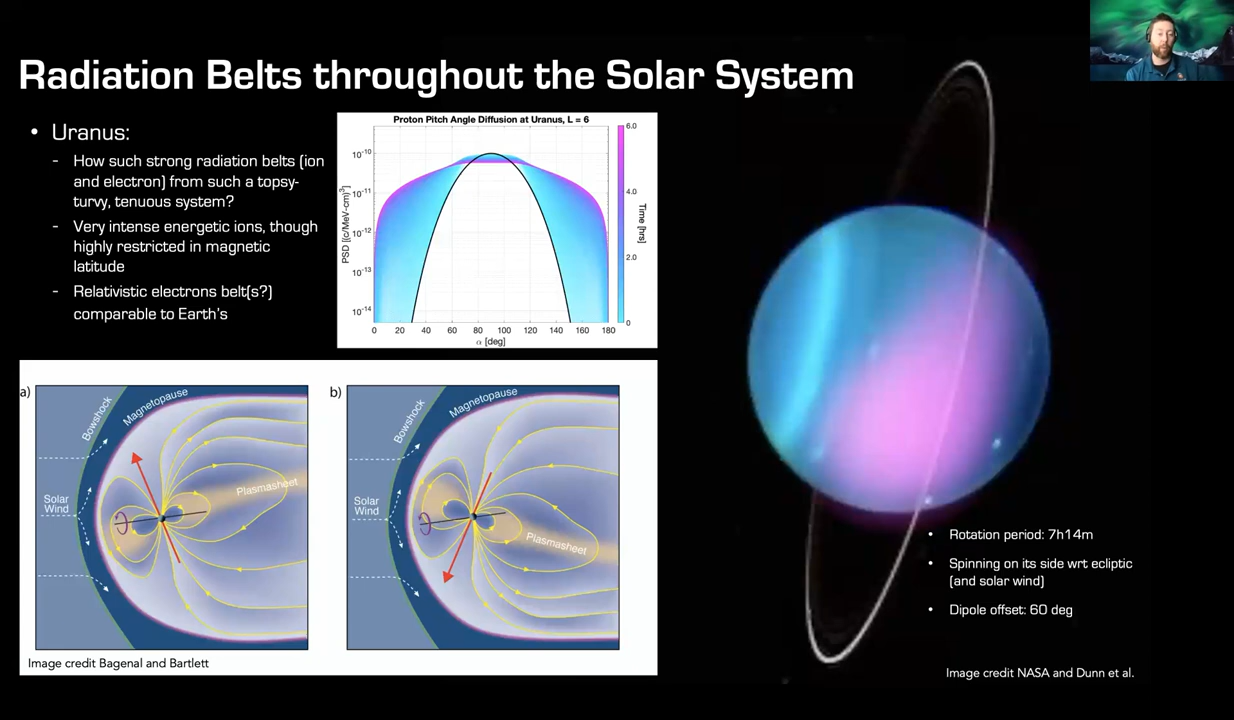 Radiation Belts throughout the Solar System
• Uranus:
- How such strong radiation belts (ion
and electron) from such a topsy-
turvy, tenuous system?
- Very intense energetic ions, though
highly restricted in magnetic
latitude
- Relativistic electrons belt(s?)
comparable to Earth's
Proton Pitch Angle Diffusion at Uranus, L = 6
PSD [(c/MeV-cm)³]
10⁻¹⁰
10⁻¹¹
10⁻¹²
10⁻¹³
10⁻¹⁴
0 20 40 60 80 100 120 140 160 180
α [deg]
6.0
4.0
2.0
0
Time [hrs]
a)
Bowshock
Magnetopause
Solar
Wind
Plasmasheet
b)
Bowshock
Magnetopause
Solar
Wind
Plasmasheet
Image credit Bagenal and Bartlett
• Rotation period: 7h14m
• Spinning on its side wrt ecliptic
(and solar wind)
• Dipole offset: 60 deg
Image credit NASA and Dunn et al.